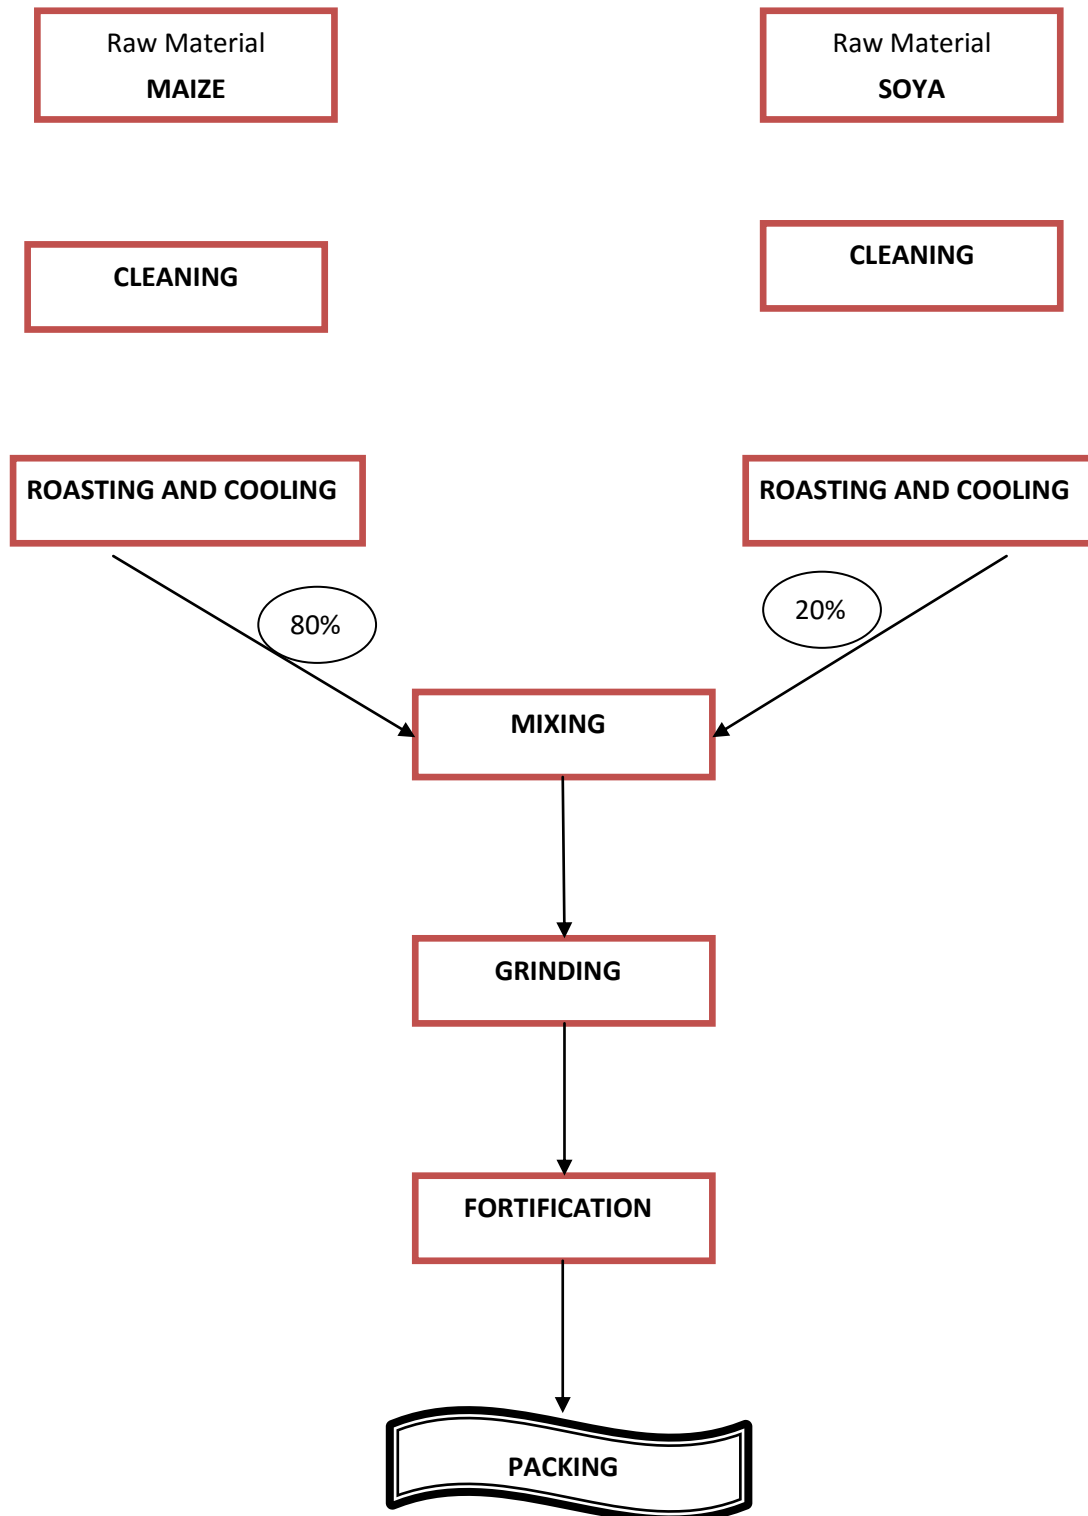 Raw Material
MAIZE
Raw Material
SOYA
CLEANING
CLEANING
ROASTING AND COOLING
ROASTING AND COOLING
80%
20%
MIXING
GRINDING
FORTIFICATION
PACKING